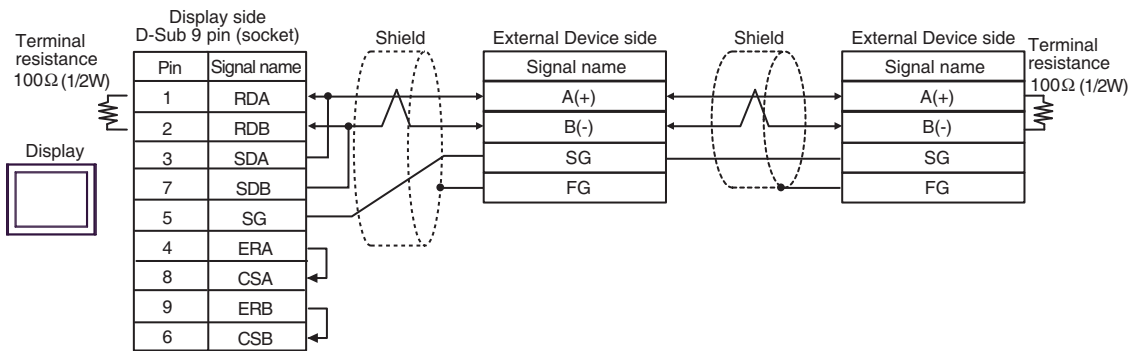 Display side
D-Sub 9 pin (socket)
Terminal
resistance
100Ω (1/2W)
Pin Signal name
1 RDA
2 RDB
3 SDA
7 SDB
5 SG
4 ERA
8 CSA
9 ERB
6 CSB
Display
Shield
External Device side
Signal name
A(+)
B(-)
SG
FG
Shield
External Device side
Signal name
A(+)
B(-)
SG
FG
Terminal
resistance
100Ω (1/2W)